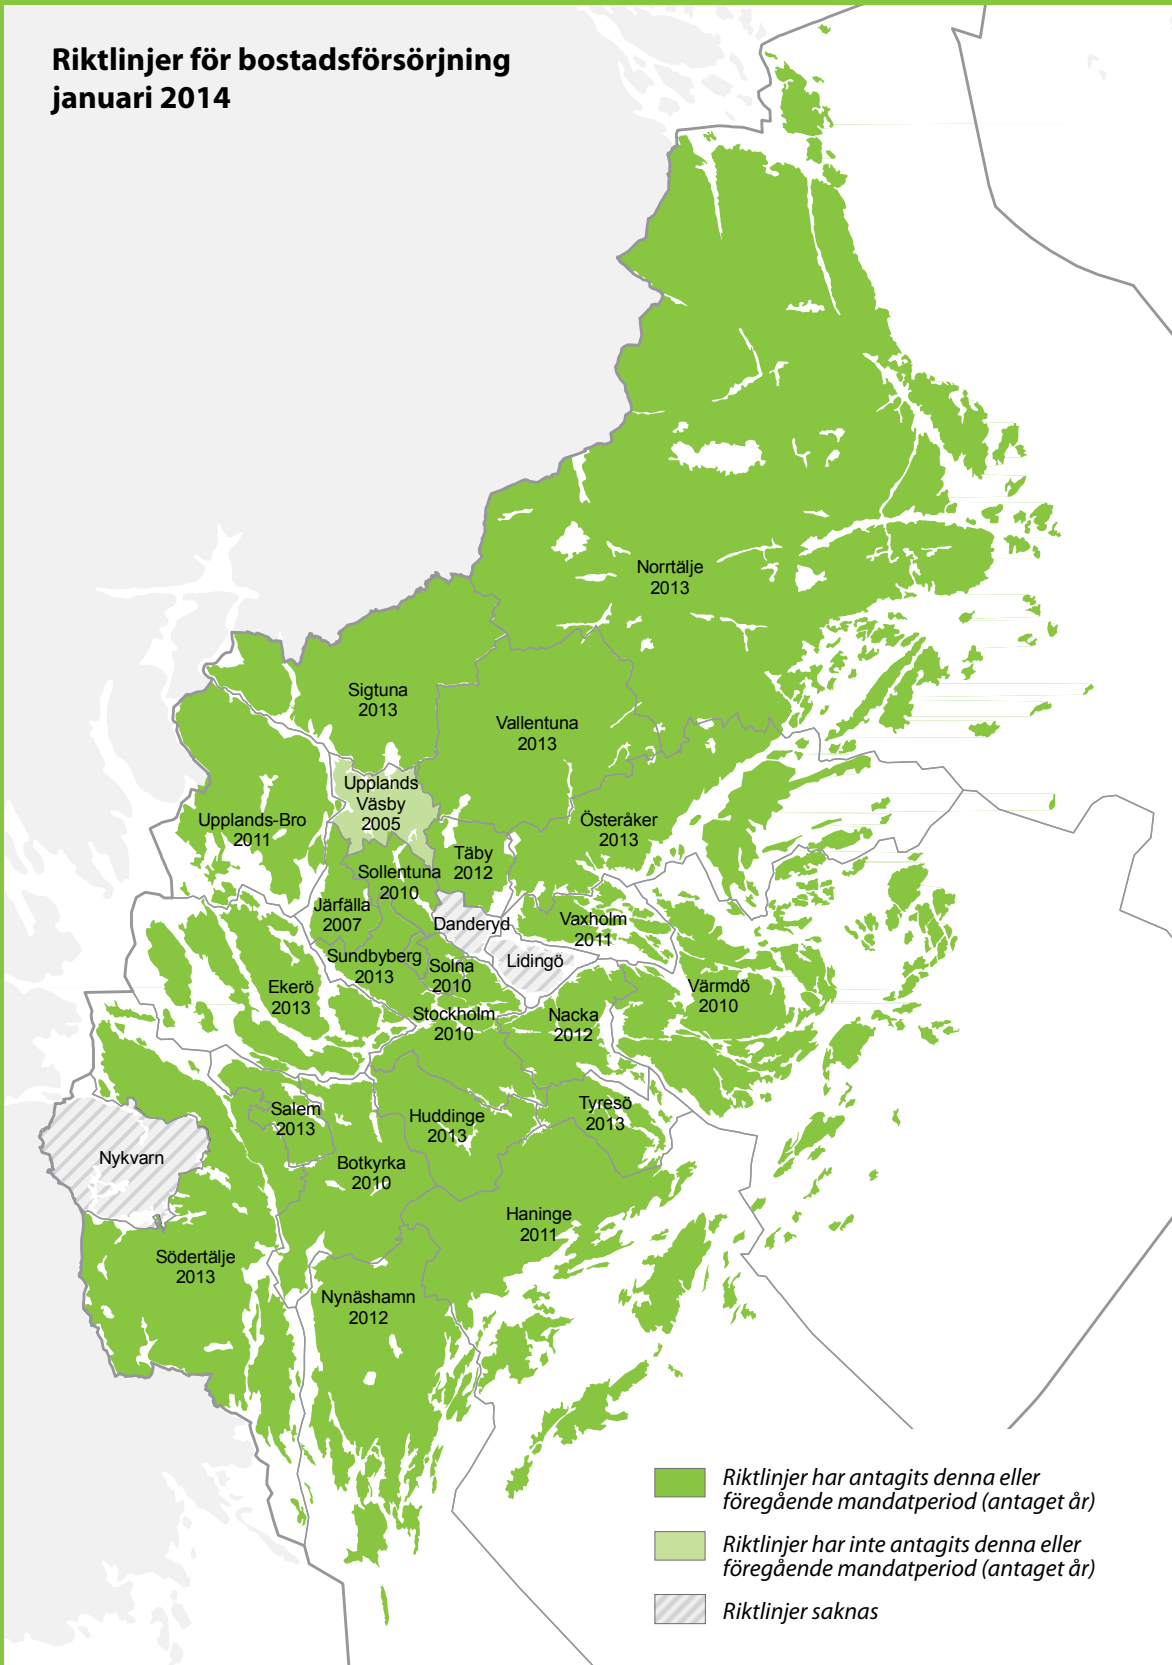 Riktlinjer för bostadsförsörjning
januari 2014
Norrtälje
2013
Sigtuna
2013
Vallentuna
2013
Upplands
Väsby
2005
Upplands-Bro
2011
Österåker
2013
Täby
2012
Sollentuna
2010
Järfälla
2007
Danderyd
Vaxholm
2011
Sundbyberg
2013
Solna
2010
Lidingö
Ekerö
2013
Värmdö
2010
Stockholm
2010
Nacka
2012
Salem
2013
Huddinge
2013
Tyresö
2013
Nykvarn
Botkyrka
2010
Haninge
2011
Södertälje
2013
Nynäshamn
2012
Riktlinjer har antagits denna eller
föregående mandatperiod (antaget år)
Riktlinjer har inte antagits denna eller
föregående mandatperiod (antaget år)
Riktlinjer saknas